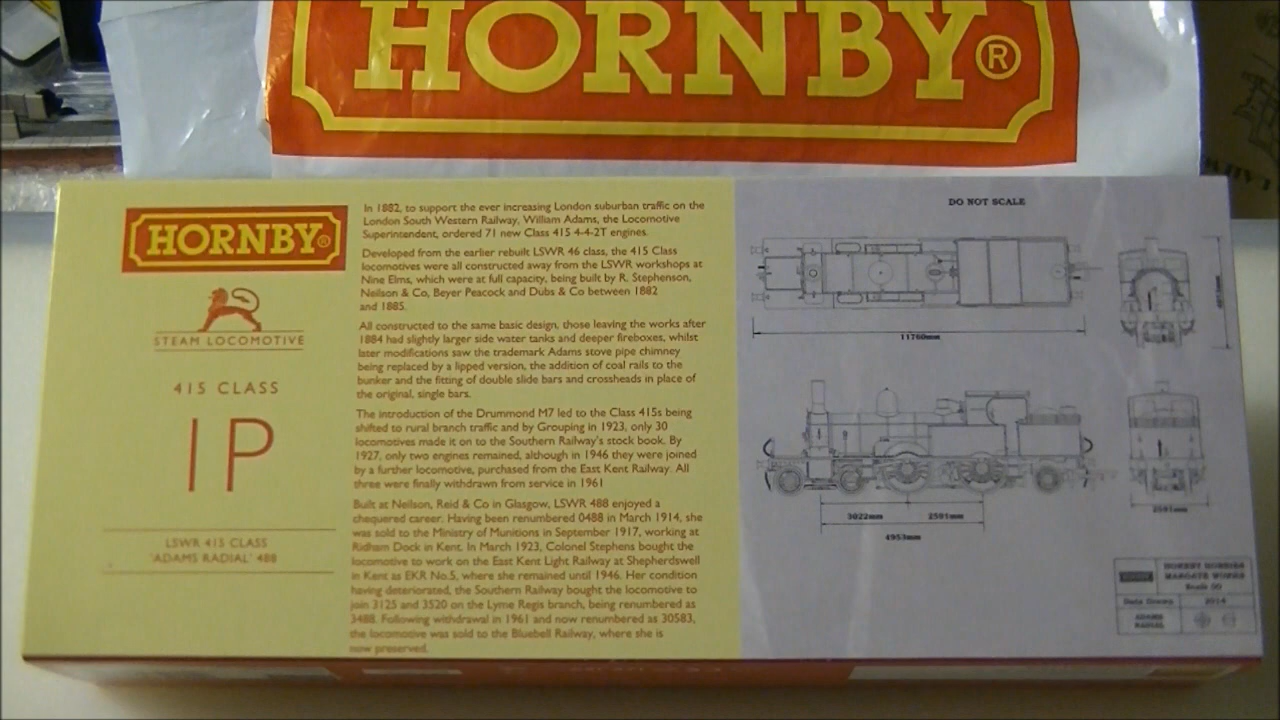 HORNBY®
HORNBY®
STEAM LOCOMOTIVE
415 CLASS
1P
LSWR 415 CLASS
'ADAMS RADIAL' 488
In 1882, to support the ever increasing London suburban traffic on the
London South Western Railway, William Adams, the Locomotive
Superintendent, ordered 71 new Class 415 4-4-2T engines.
Developed from the earlier rebuilt LSWR 46 class, the 415 Class
locomotives were all constructed away from the LSWR workshops at
Nine Elms, which were at full capacity, being built by R. Stephenson,
Neilson & Co, Beyer Peacock and Dubs & Co between 1882
and 1885.
All constructed to the same basic design, those leaving the works after
1884 had slightly larger side water tanks and deeper fireboxes, whilst
later modifications saw the trademark Adams stove pipe chimney
being replaced by a lipped version, the addition of coal rails to the
bunker and the fitting of double slide bars and crossheads in place of
the original, single bars.
The introduction of the Drummond M7 led to the Class 415s being
shifted to rural branch traffic and by Grouping in 1923, only 30
locomotives made it on to the Southern Railway's stock book. By
1927, only two engines remained, although in 1946 they were joined
by a further locomotive, purchased from the East Kent Railway. All
three were finally withdrawn from service in 1961
Built at Neilson, Reid & Co in Glasgow, LSWR 488 enjoyed a
chequered career. Having been renumbered 0488 in March 1914, she
was sold to the Ministry of Munitions in September 1917, working at
Ridham Dock in Kent. In March 1923, Colonel Stephens bought the
locomotive to work on the East Kent Light Railway at Shepherdswell
in Kent as EKR No.5, where she remained until 1946. Her condition
having deteriorated, the Southern Railway bought the locomotive to
join 3125 and 3520 on the Lyme Regis branch, being renumbered as
3488. Following withdrawal in 1961 and now renumbered as 30583,
the locomotive was sold to the Bluebell Railway, where she is
now preserved.
DO NOT SCALE
11760mm
3022mm
2591mm
4953mm
2591mm
HORNBY HOBBIES
MARGATE WORKS
Date Drawn
2014
ADAMS
RADIAL